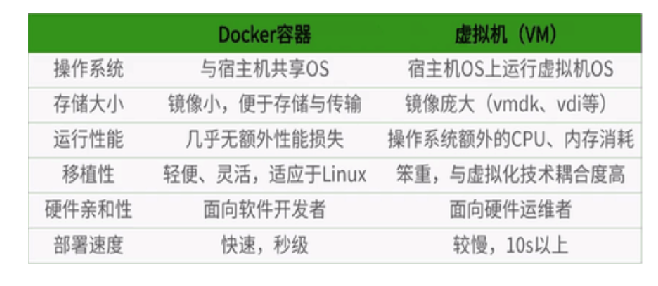 Docker容器 虚拟机（VM）
操作系统 与宿主机共享OS 宿主机OS上运行虚拟机OS
存储大小 镜像小，便于存储与传输 镜像庞大（vmdk、vdi等）
运行性能 几乎无额外性能损失 操作系统额外的CPU、内存消耗
移植性 轻便、灵活，适应于Linux 笨重，与虚拟化技术耦合度高
硬件亲和性 面向软件开发者 面向硬件运维者
部署速度 快速，秒级 较慢，10s以上